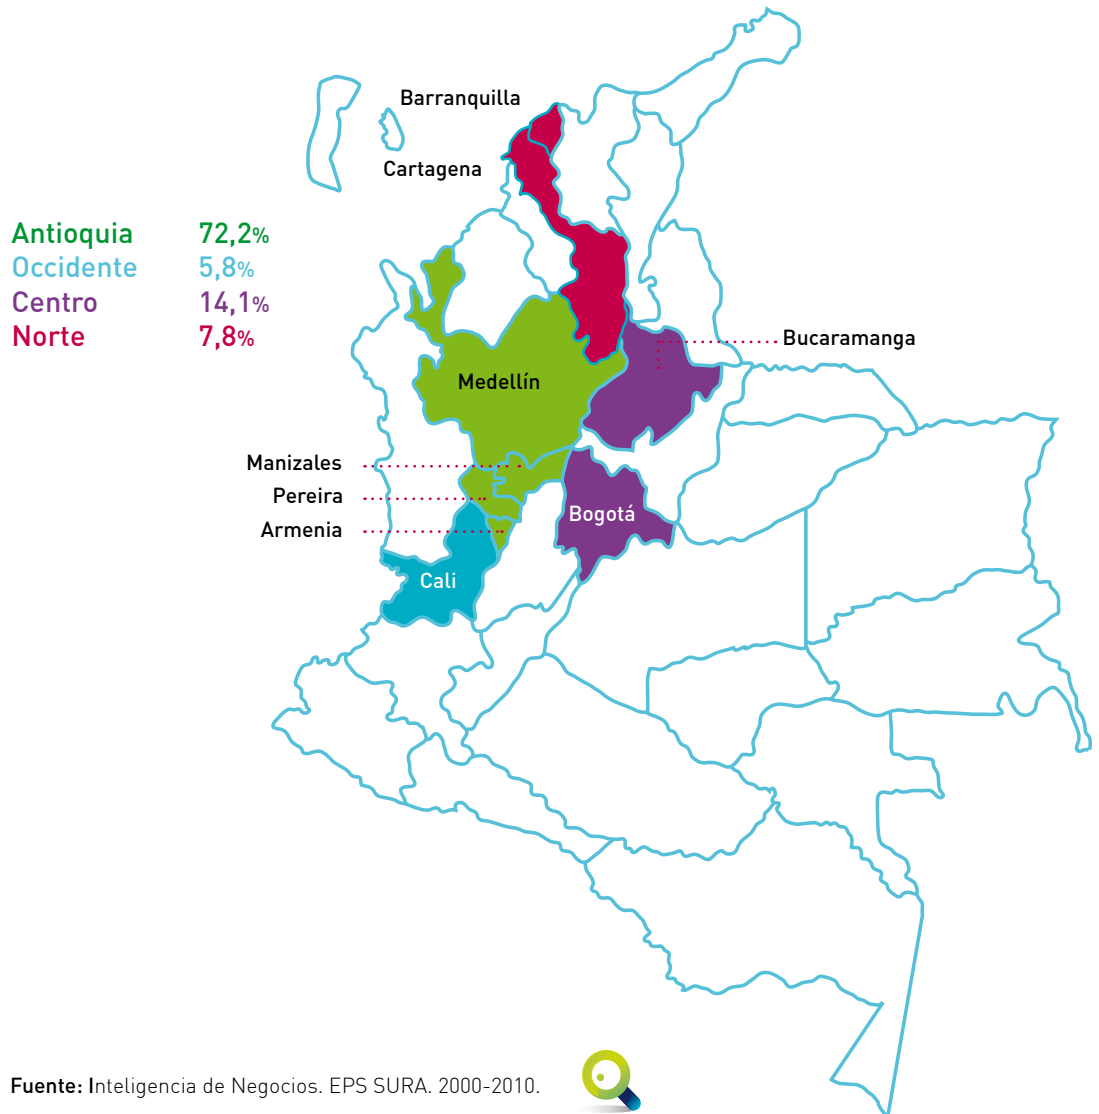 Barranquilla
Cartagena
Antioquia 72,2%
Occidente 5,8%
Centro 14,1%
Norte 7,8%
Bucaramanga
Medellín
Manizales
Pereira
Bogotá
Armenia
Cali
Fuente: Inteligencia de Negocios. EPS SURA. 2000-2010.